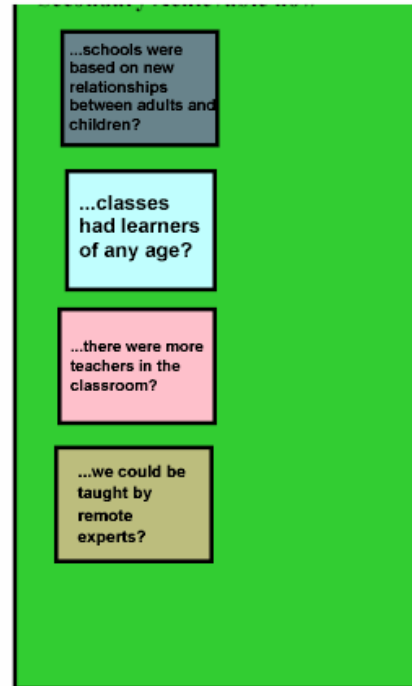 ...schools were
based on new
relationships
between adults and
children?
...classes
had learners
of any age?
...there were more
teachers in the
classroom?
...we could be
taught by
remote
experts?